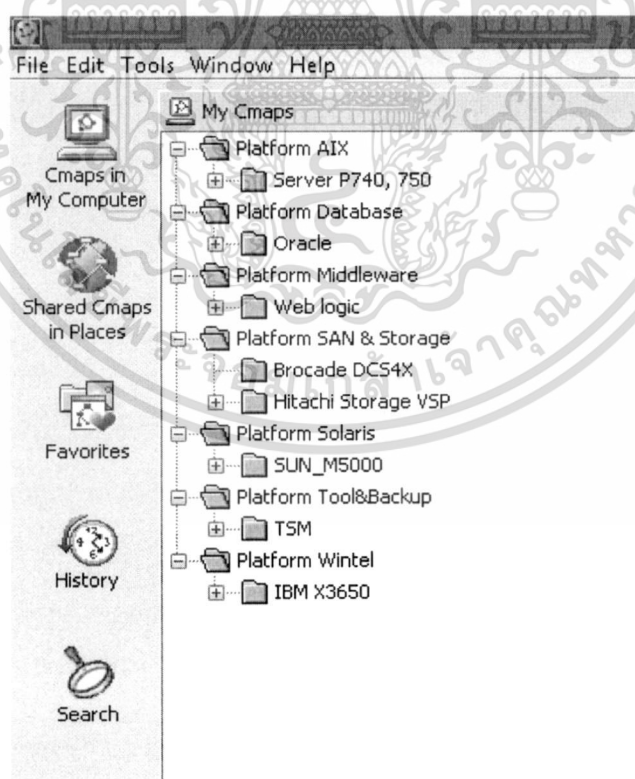 File Edit Tools Window Help
Cmaps in
My Computer
Shared Cmaps
in Places
Favorites
History
Search
My Cmaps
Platform AIX
Server P740, 750
Platform Database
Oracle
Platform Middleware
Web logic
Platform SAN & Storage
Brocade DCS4X
Hitachi Storage VSP
Platform Solaris
SUN_M5000
Platform Tool&Backup
TSM
Platform Wintel
IBM X3650